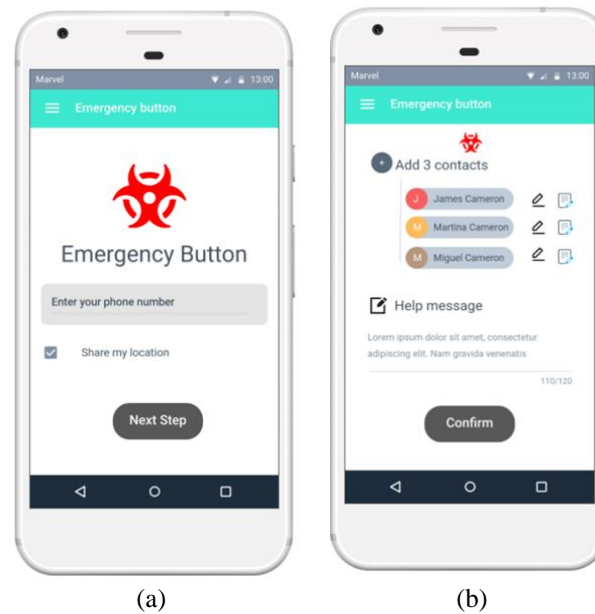 Marvel
13:00
Emergency button
Emergency Button
Enter your phone number
Share my location
Next Step
(a)
Marvel
13:00
Emergency button
Add 3 contacts
J James Cameron
M Martina Cameron
M Miguel Cameron
Help message
Lorem ipsum dolor sit amet, consectetur
adipiscing elit. Nam gravida venenatis
110/120
Confirm
(b)